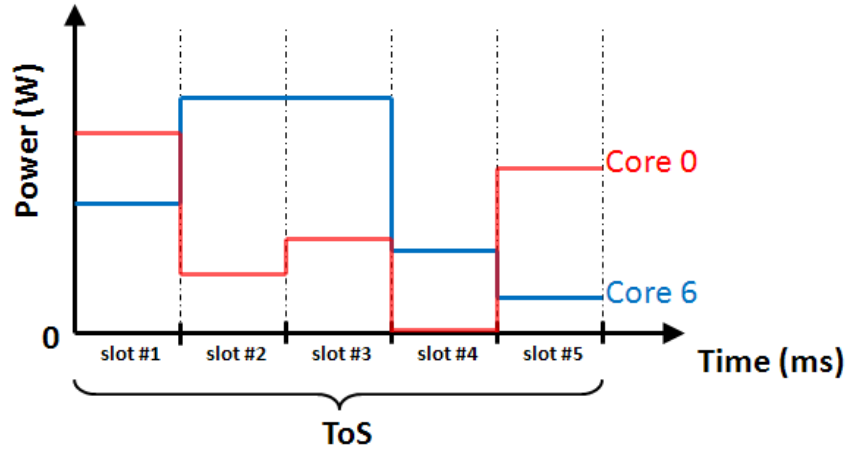 Power (W)
Core 0
Core 6
0
slot #1 slot #2 slot #3 slot #4 slot #5
Time (ms)
ToS